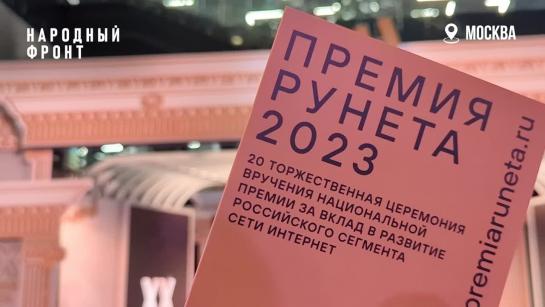 НАРОДНЫЙ
ФРОНТ
МОСКВА
ПРЕМИЯ
РУНЕТА
2023
20 ТОРЖЕСТВЕННАЯ ЦЕРЕМОНИЯ
ВРУЧЕНИЯ НАЦИОНАЛЬНОЙ
ПРЕМИИ ЗА ВКЛАД В РАЗВИТИЕ
РОССИЙСКОГО СЕГМЕНТА
СЕТИ ИНТЕРНЕТ
premiaruneta.ru